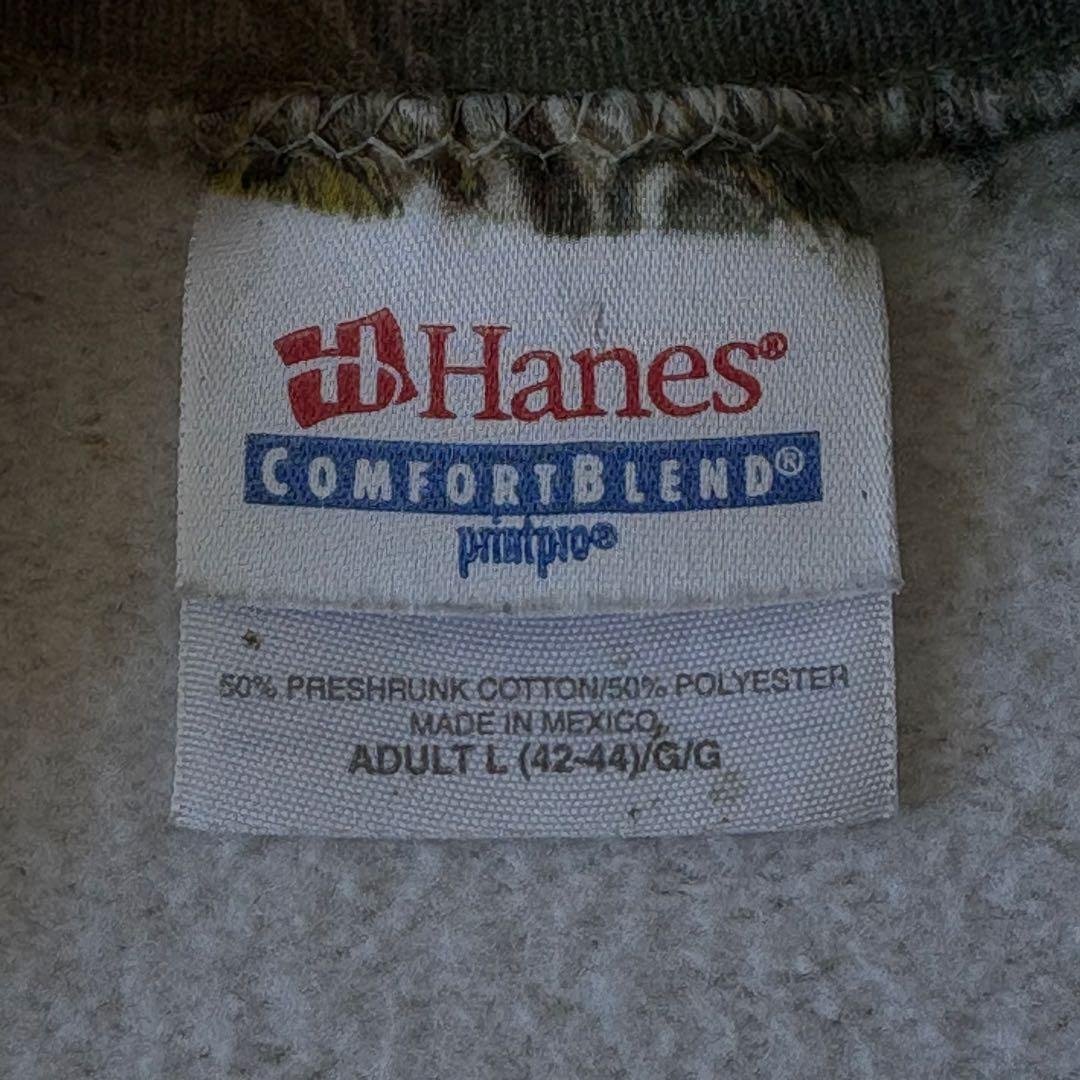 Hanes®
COMFORTBLEND®
printpro®
50% PRESHRUNK COTTON/50% POLYESTER
MADE IN MEXICO
ADULT L (42-44)/G/G